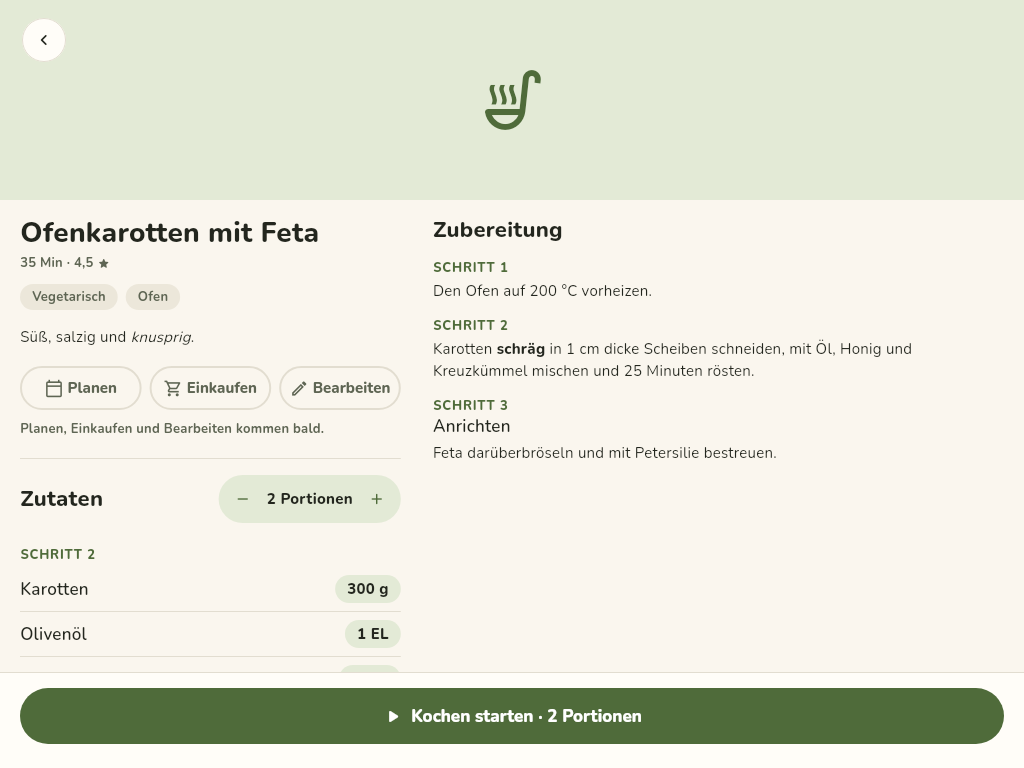 Ofenkarotten mit Feta
35 Min · 4,5 ★
Vegetarisch
Ofen
Süß, salzig und knusprig.
Planen
Einkaufen
Bearbeiten
Planen, Einkaufen und Bearbeiten kommen bald.
Zutaten
− 2 Portionen +
SCHRITT 2
Karotten 300 g
Olivenöl 1 EL
Zubereitung
SCHRITT 1
Den Ofen auf 200 °C vorheizen.
SCHRITT 2
Karotten schräg in 1 cm dicke Scheiben schneiden, mit Öl, Honig und
Kreuzkümmel mischen und 25 Minuten rösten.
SCHRITT 3
Anrichten
Feta darüberbröseln und mit Petersilie bestreuen.
Kochen starten · 2 Portionen